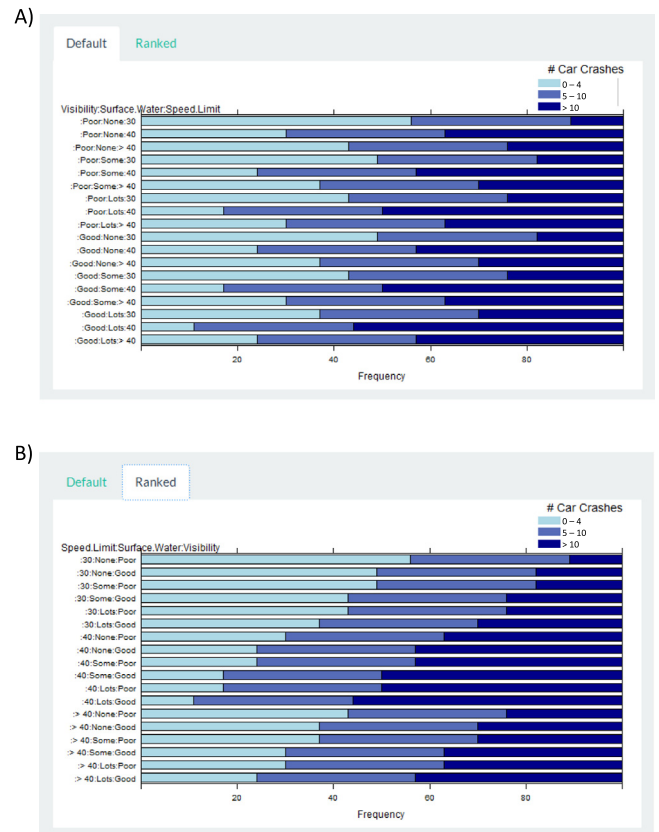 A)
Default Ranked
# Car Crashes
0 – 4
5 – 10
> 10
Visibility:Surface.Water:Speed.Limit
:Poor:None:30
:Poor:None:40
:Poor:None:> 40
:Poor:Some:30
:Poor:Some:40
:Poor:Some:> 40
:Poor:Lots:30
:Poor:Lots:40
:Poor:Lots:> 40
:Good:None:30
:Good:None:40
:Good:None:> 40
:Good:Some:30
:Good:Some:40
:Good:Some:> 40
:Good:Lots:30
:Good:Lots:40
:Good:Lots:> 40
20 40 60 80
Frequency
B)
Default Ranked
# Car Crashes
0 – 4
5 – 10
> 10
Speed.Limit:Surface.Water:Visibility
:30:None:Poor
:30:None:Good
:30:Some:Poor
:30:Some:Good
:30:Lots:Poor
:30:Lots:Good
:40:None:Poor
:40:None:Good
:40:Some:Poor
:40:Some:Good
:40:Lots:Poor
:40:Lots:Good
:> 40:None:Poor
:> 40:None:Good
:> 40:Some:Poor
:> 40:Some:Good
:> 40:Lots:Poor
:> 40:Lots:Good
20 40 60 80
Frequency